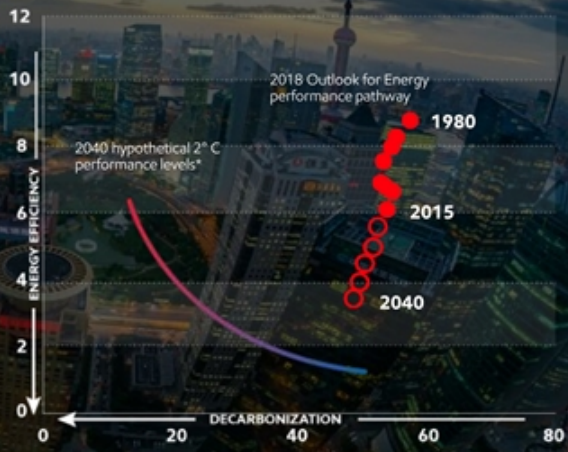 12
10
8
6
4
2
0
ENERGY EFFICIENCY
2018 Outlook for Energy
performance pathway
1980
2040 hypothetical 2° C
performance levels*
2015
2040
DECARBONIZATION
0
20
40
60
80